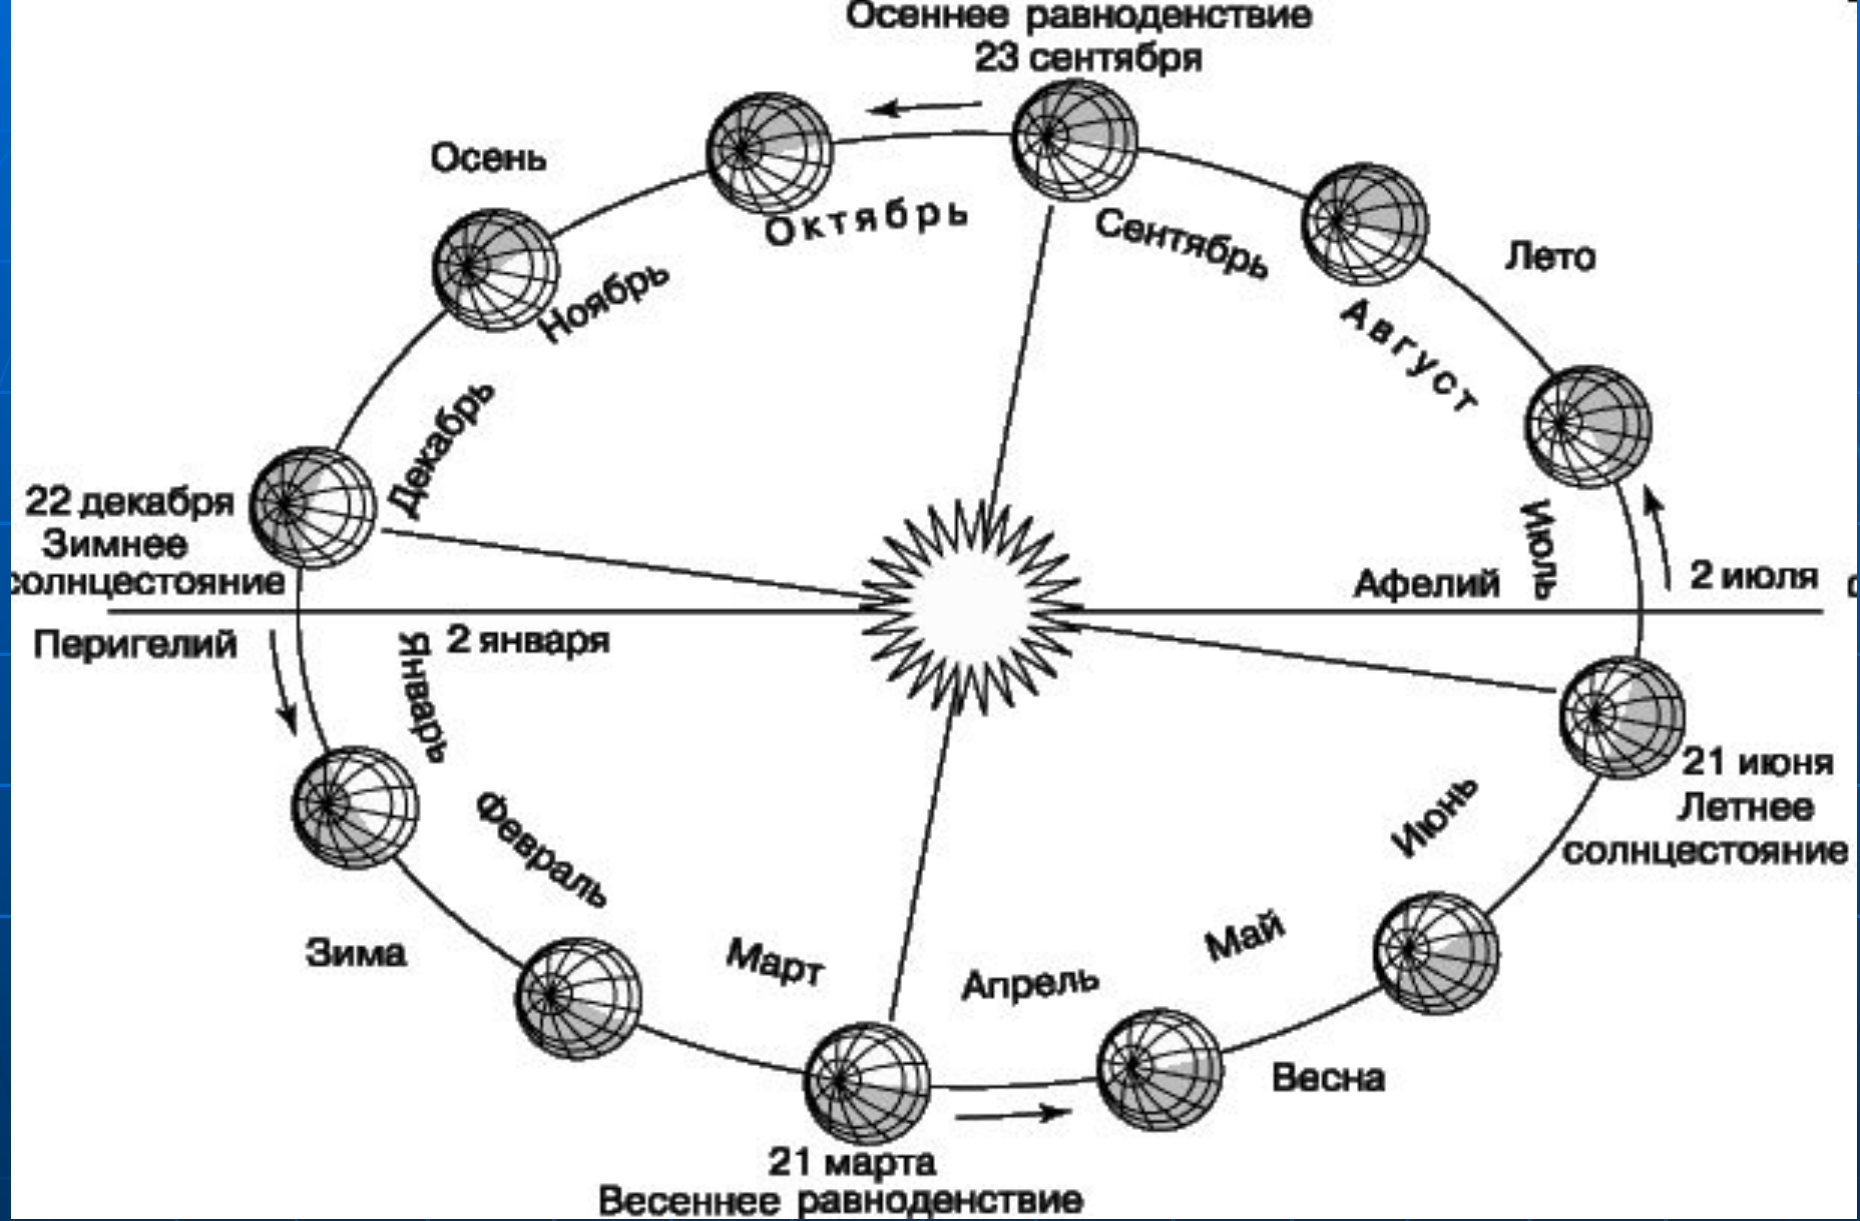 Осеннее равноденствие
23 сентября
Осень
Октябрь
Сентябрь
Лето
Ноябрь
Август
Декабрь
22 декабря
Зимнее
солнцестояние
Июль
Афелий
2 июля
Перигелий
2 января
Январь
21 июня
Летнее
солнцестояние
Июнь
Февраль
Зима
Март
Май
Апрель
Весна
21 марта
Весеннее равноденствие